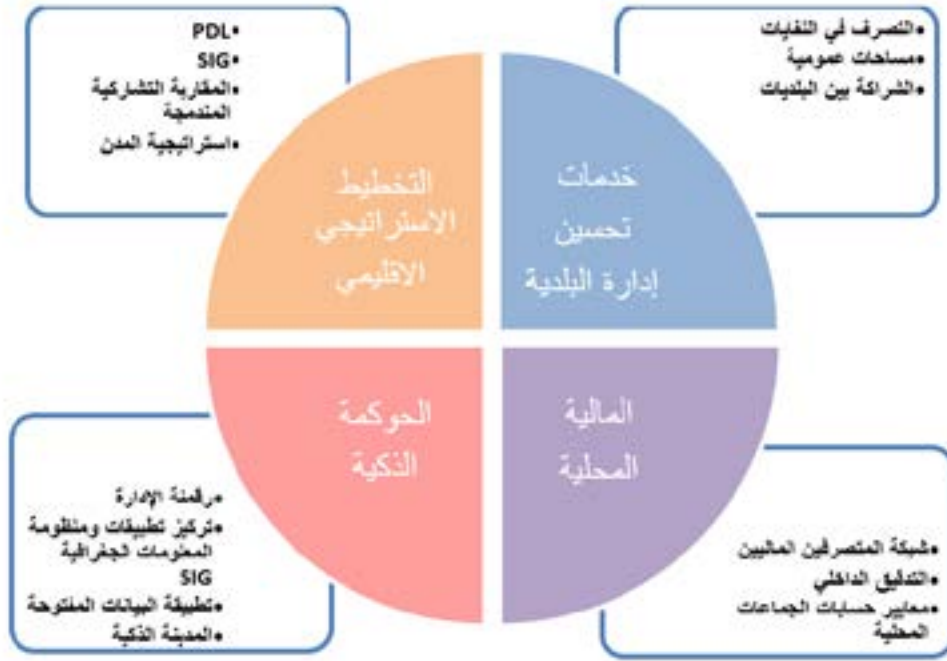 •التصرف في النفايات
•مساحات عمومية
•الشراكة بين البلديات
•PDL
•SIG
•المقاربة التشاركية
المندمجة
•استراتيجية المدن
خدمات
تحسين
إدارة البلدية
التخطيط
الاستراتيجي
الاقليمي
المالية
المحلية
الحوكمة
الذكية
•شبكة المتصرفين الماليين
•التدقيق الداخلي
•معايير حسابات الجماعات
المحلية
•رقمنة الإدارة
•تركيز تطبيقات ومنظومة
المعلومات الجغرافية
SIG
•تطبيقة البيانات المفتوحة
•المدينة الذكية